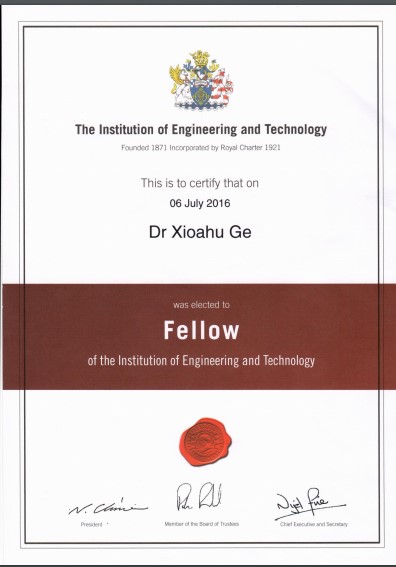 The Institution of Engineering and Technology
Founded 1871 Incorporated by Royal Charter 1921
This is to certify that on
06 July 2016
Dr Xioahu Ge
was elected to
Fellow
of the Institution of Engineering and Technology
President
Member of the Board of Trustees
Chief Executive and Secretary